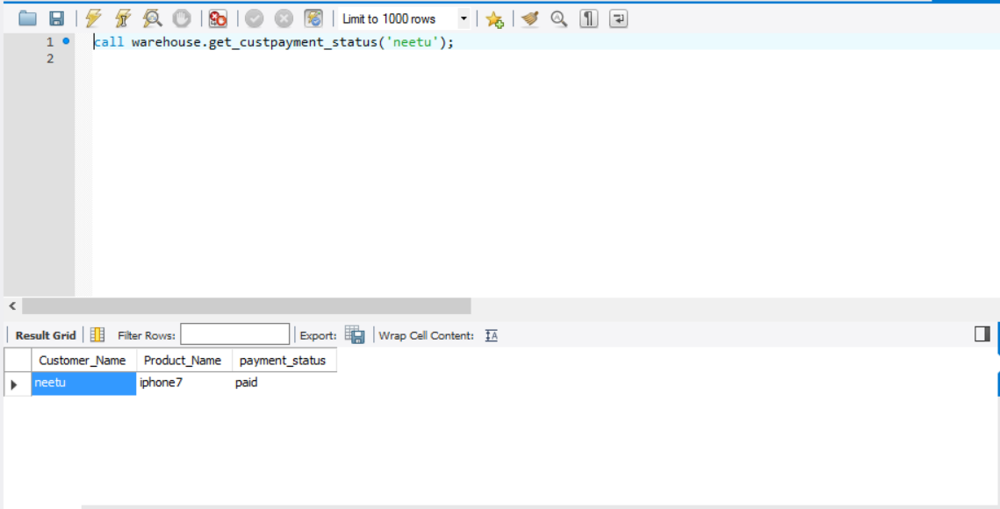 Limit to 1000 rows
1 call warehouse.get_custpayment_status('neetu');
2
Result Grid Filter Rows: Export: Wrap Cell Content: IA
Customer_Name Product_Name payment_status
neetu iphone7 paid